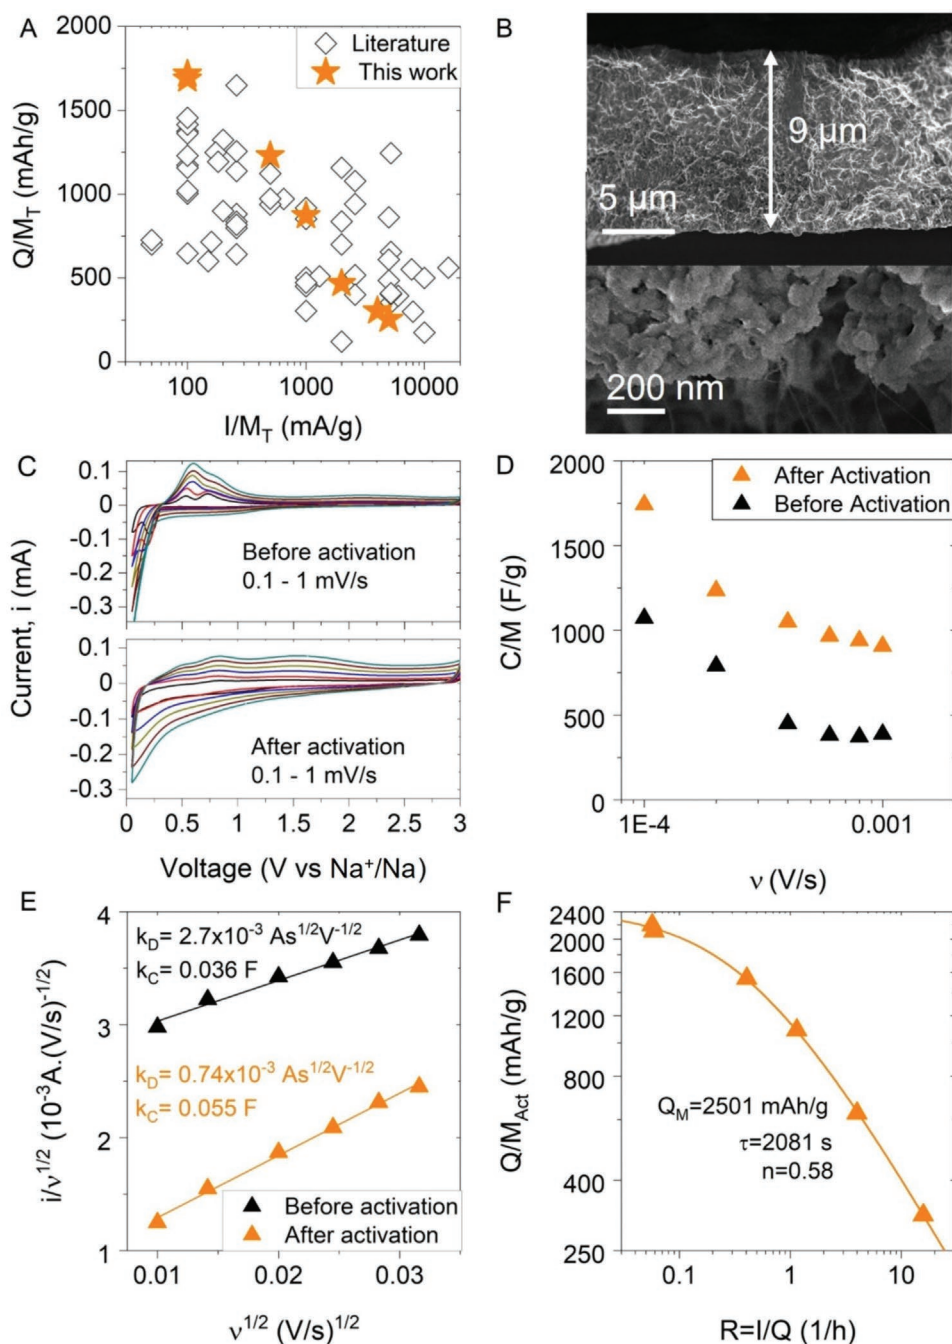 A
2000
1500
1000
500
0
Q/M_T (mAh/g)
Literature
This work
100
1000
10000
I/M_T (mA/g)
B
9 µm
5 µm
200 nm
C
0.1
0
-0.1
-0.2
-0.3
Before activation
0.1 - 1 mV/s
Current, i (mA)
0.1
0
-0.1
-0.2
-0.3
After activation
0.1 - 1 mV/s
0
0.5
1
1.5
2
2.5
3
Voltage (V vs Na⁺/Na)
D
2000
1500
1000
500
0
C/M (F/g)
After Activation
Before Activation
1E-4
0.001
ν (V/s)
E
4
3
2
1
i/ν^1/2 (10⁻³A.(V/s)^-1/2)
k_D= 2.7x10⁻³ As^1/2V^-1/2
k_C= 0.036 F
k_D= 0.74x10⁻³ As^1/2V^-1/2
k_C= 0.055 F
Before activation
After activation
0.01
0.02
0.03
ν^1/2 (V/s)^1/2
F
2400
2000
1600
1200
800
400
250
Q/M_Act (mAh/g)
Q_M=2501 mAh/g
τ=2081 s
n=0.58
0.1
1
10
R=I/Q (1/h)